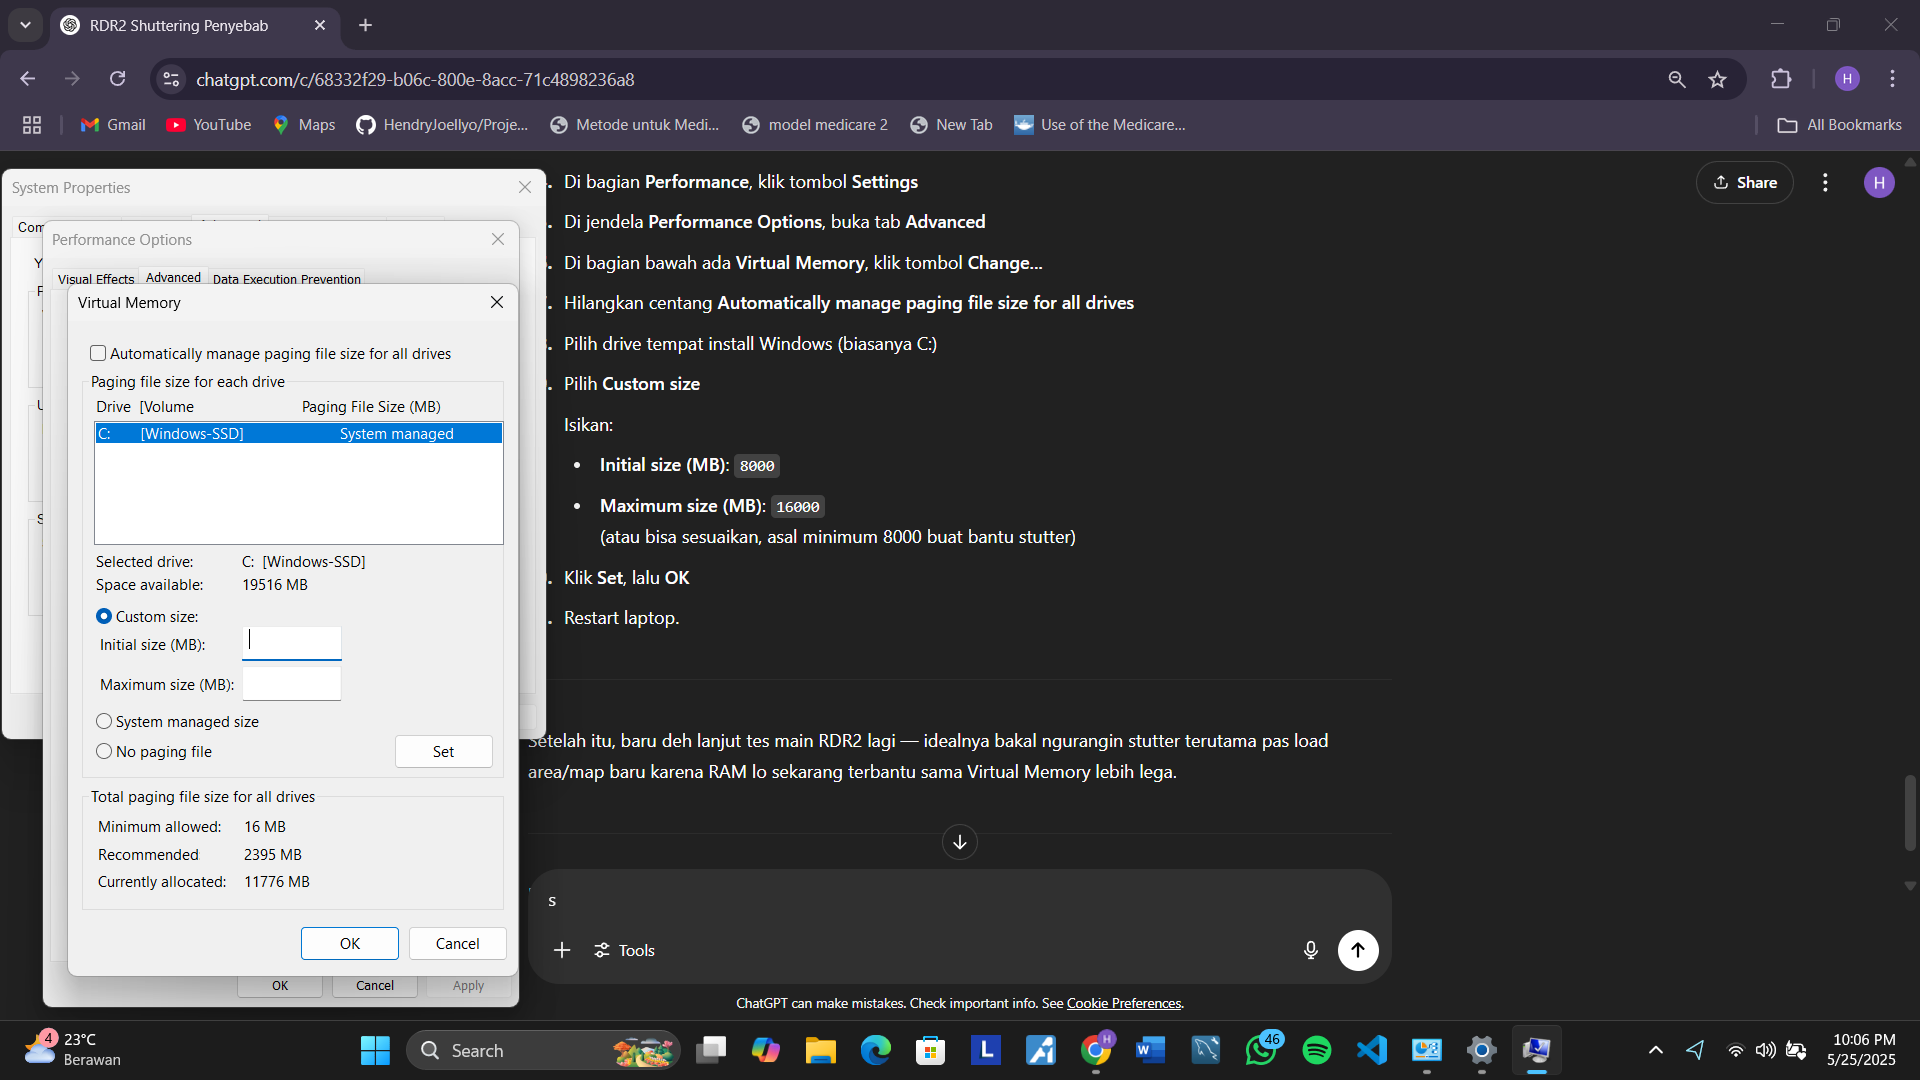 RDR2 Shuttering Penyebab
chatgpt.com/c/68332f29-b06c-800e-8acc-71c4898236a8
H
Gmail
YouTube
Maps
HendryJoellyo/Proje...
Metode untuk Medi...
model medicare 2
New Tab
Use of the Medicare...
All Bookmarks
System Properties
Performance Options
Visual Effects
Advanced
Data Execution Prevention
Virtual Memory
Automatically manage paging file size for all drives
Paging file size for each drive
Drive [Volume
Paging File Size (MB)
C: [Windows-SSD] System managed
Selected drive: C: [Windows-SSD]
Space available: 19516 MB
Custom size:
Initial size (MB):
Maximum size (MB):
System managed size
No paging file
Set
Total paging file size for all drives
Minimum allowed: 16 MB
Recommended 2395 MB
Currently allocated: 11776 MB
OK
Cancel
OK
Cancel
Apply
Di bagian Performance, klik tombol Settings
Di jendela Performance Options, buka tab Advanced
Di bagian bawah ada Virtual Memory, klik tombol Change...
Hilangkan centang Automatically manage paging file size for all drives
Pilih drive tempat install Windows (biasanya C:)
Pilih Custom size
Isikan:
Initial size (MB): 8000
Maximum size (MB): 16000
(atau bisa sesuaikan, asal minimum 8000 buat bantu stutter)
Klik Set, lalu OK
Restart laptop.
Setelah itu, baru deh lanjut tes main RDR2 lagi — idealnya bakal ngurangin stutter terutama pas load
area/map baru karena RAM lo sekarang terbantu sama Virtual Memory lebih lega.
Share
H
s
Tools
ChatGPT can make mistakes. Check important info. See Cookie Preferences.
4
23°C
Berawan
Search
L
H
46
10:06 PM
5/25/2025